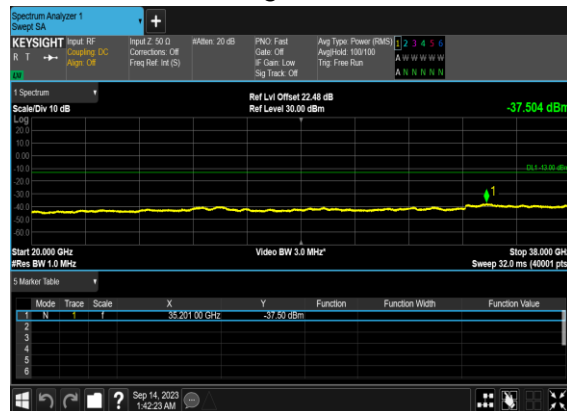 Spectrum Analyzer 1
Swept SA
+
KEYSIGHT Input: RF Input Z: 50 Ω #Atten: 20 dB PNO: Fast Avg Type: Power (RMS) 1 2 3 4 5 6
R T Coupling: DC Corrections: Off Gate: Off Avg|Hold: 100/100 A W W W W W
Align: Off Freq Ref: Int (S) IF Gain: Low Trig: Free Run
Sig Track: Off A N N N N N
1 Spectrum
Ref Lvl Offset 22.48 dB
Scale/Div 10 dB Ref Level 30.00 dBm -37.504 dBm
Log
20.0
10.0
0.00
-10.0
DL1 -13.00 dBm
-20.0
-30.0
1
-40.0
-50.0
-60.0
Start 20.000 GHz Video BW 3.0 MHz* Stop 38.000 GH
#Res BW 1.0 MHz Sweep 32.0 ms (40001 pts
5 Marker Table
Mode Trace Scale X Y Function Function Width Function Value
1 N 1 f 35.201 00 GHz -37.50 dBm
2
3
4
5
6
? Sep 14, 2023
1:42:23 AM